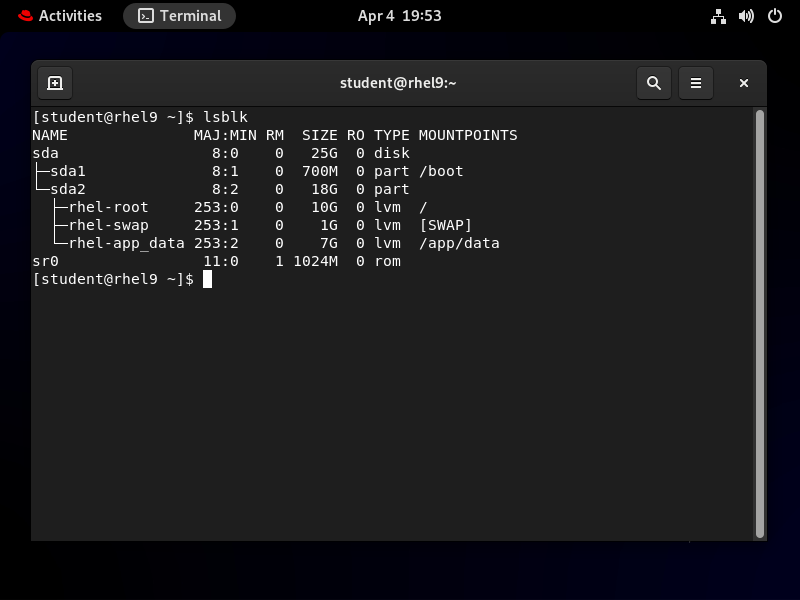 Activities Terminal Apr 4 19:53
student@rhel9:~
[student@rhel9 ~]$ lsblk
NAME                  MAJ:MIN RM   SIZE RO TYPE MOUNTPOINTS
sda                     8:0    0    25G  0 disk
├─sda1                  8:1    0   700M  0 part /boot
└─sda2                  8:2    0    18G  0 part
  ├─rhel-root         253:0    0    10G  0 lvm  /
  ├─rhel-swap         253:1    0     1G  0 lvm  [SWAP]
  └─rhel-app_data     253:2    0     7G  0 lvm  /app/data
sr0                    11:0    1  1024M  0 rom
[student@rhel9 ~]$